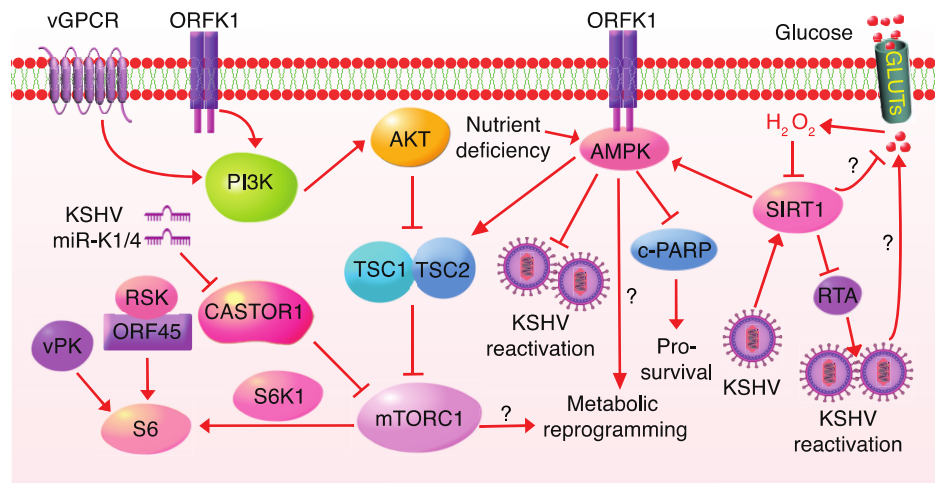 vGPCR
ORFK1
ORFK1
Glucose
GLUTs
H2O2
AKT
Nutrient
deficiency
AMPK
?
PI3K
SIRT1
KSHV
miR-K1/4
?
TSC1
TSC2
c-PARP
RSK
ORF45
CASTOR1
?
RTA
vPK
KSHV
reactivation
Pro-
survival
KSHV
S6K1
S6
mTORC1
?
Metabolic
reprogramming
KSHV
reactivation